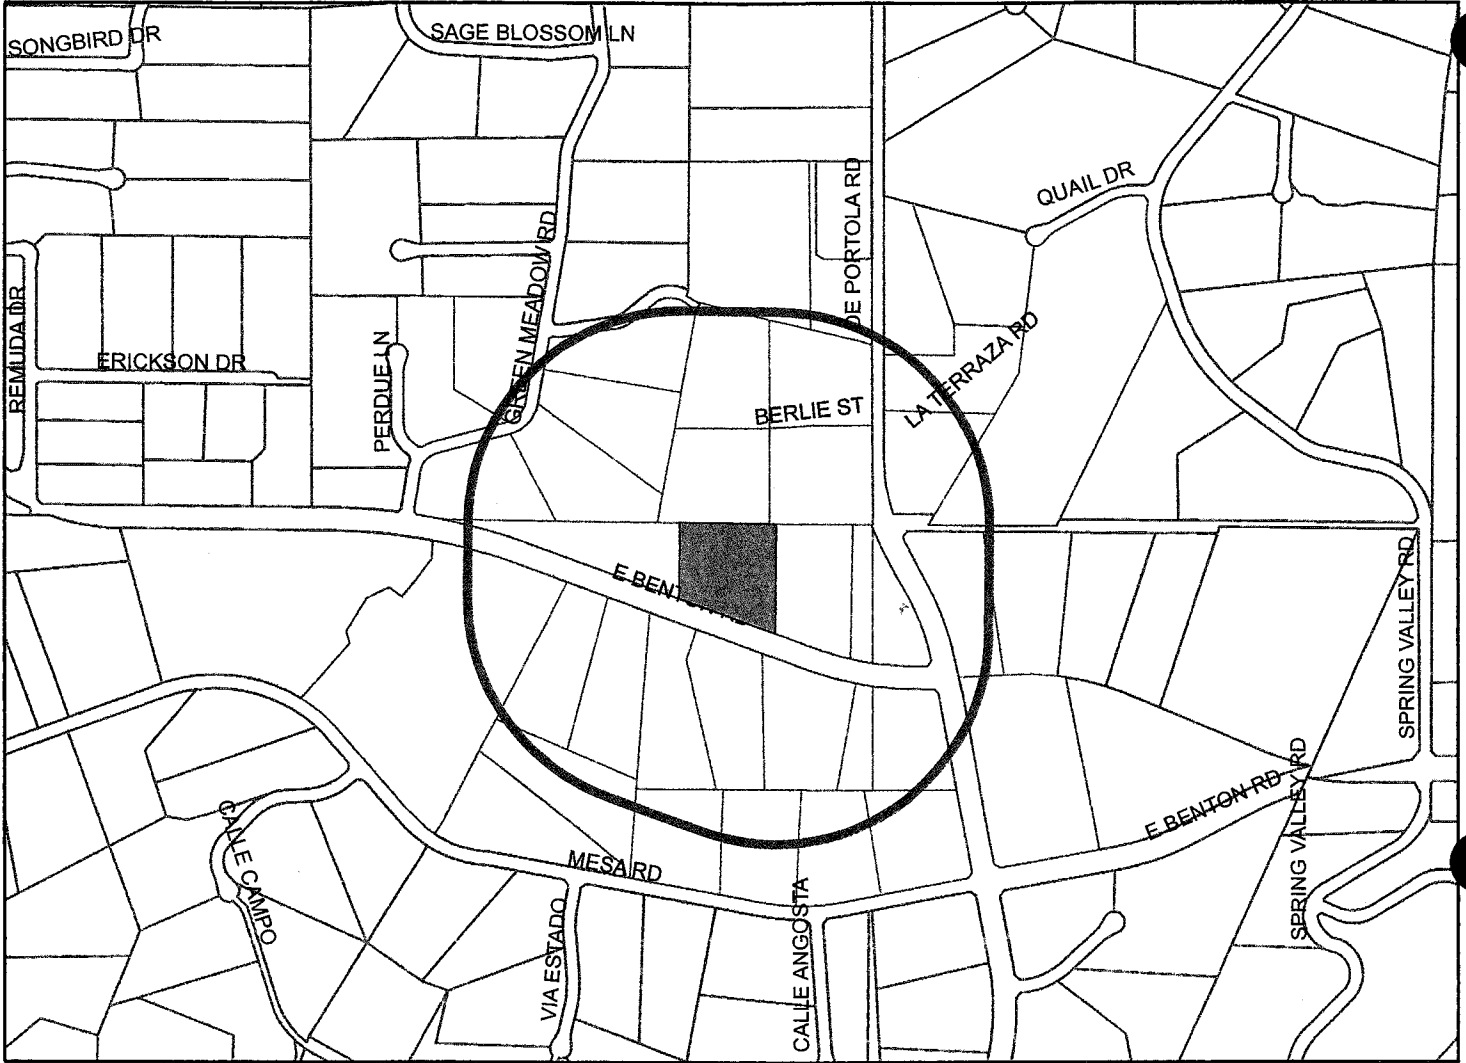 SONGBIRD DR
SAGE BLOSSOM LN
QUAIL DR
DE PORTOLA RD
GREEN MEADOW RD
REMUDA DR
ERICKSON DR
PERDUE LN
LA TERRAZA RD
BERLIE ST
E BENTON RD
SPRING VALLEY RD
E BENTON RD
SPRING VALLEY RD
CALLE CAMPO
MESA RD
VIA ESTADO
CALLE ANGOSTA